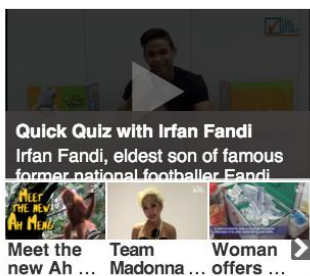 Quick Quiz with Irfan Fandi
Irfan Fandi, eldest son of famous
former national footballer Fandi
MEET
THE NEW
AH MENG
Meet the
new Ah ...
Team
Madonna ...
Woman
offers ...